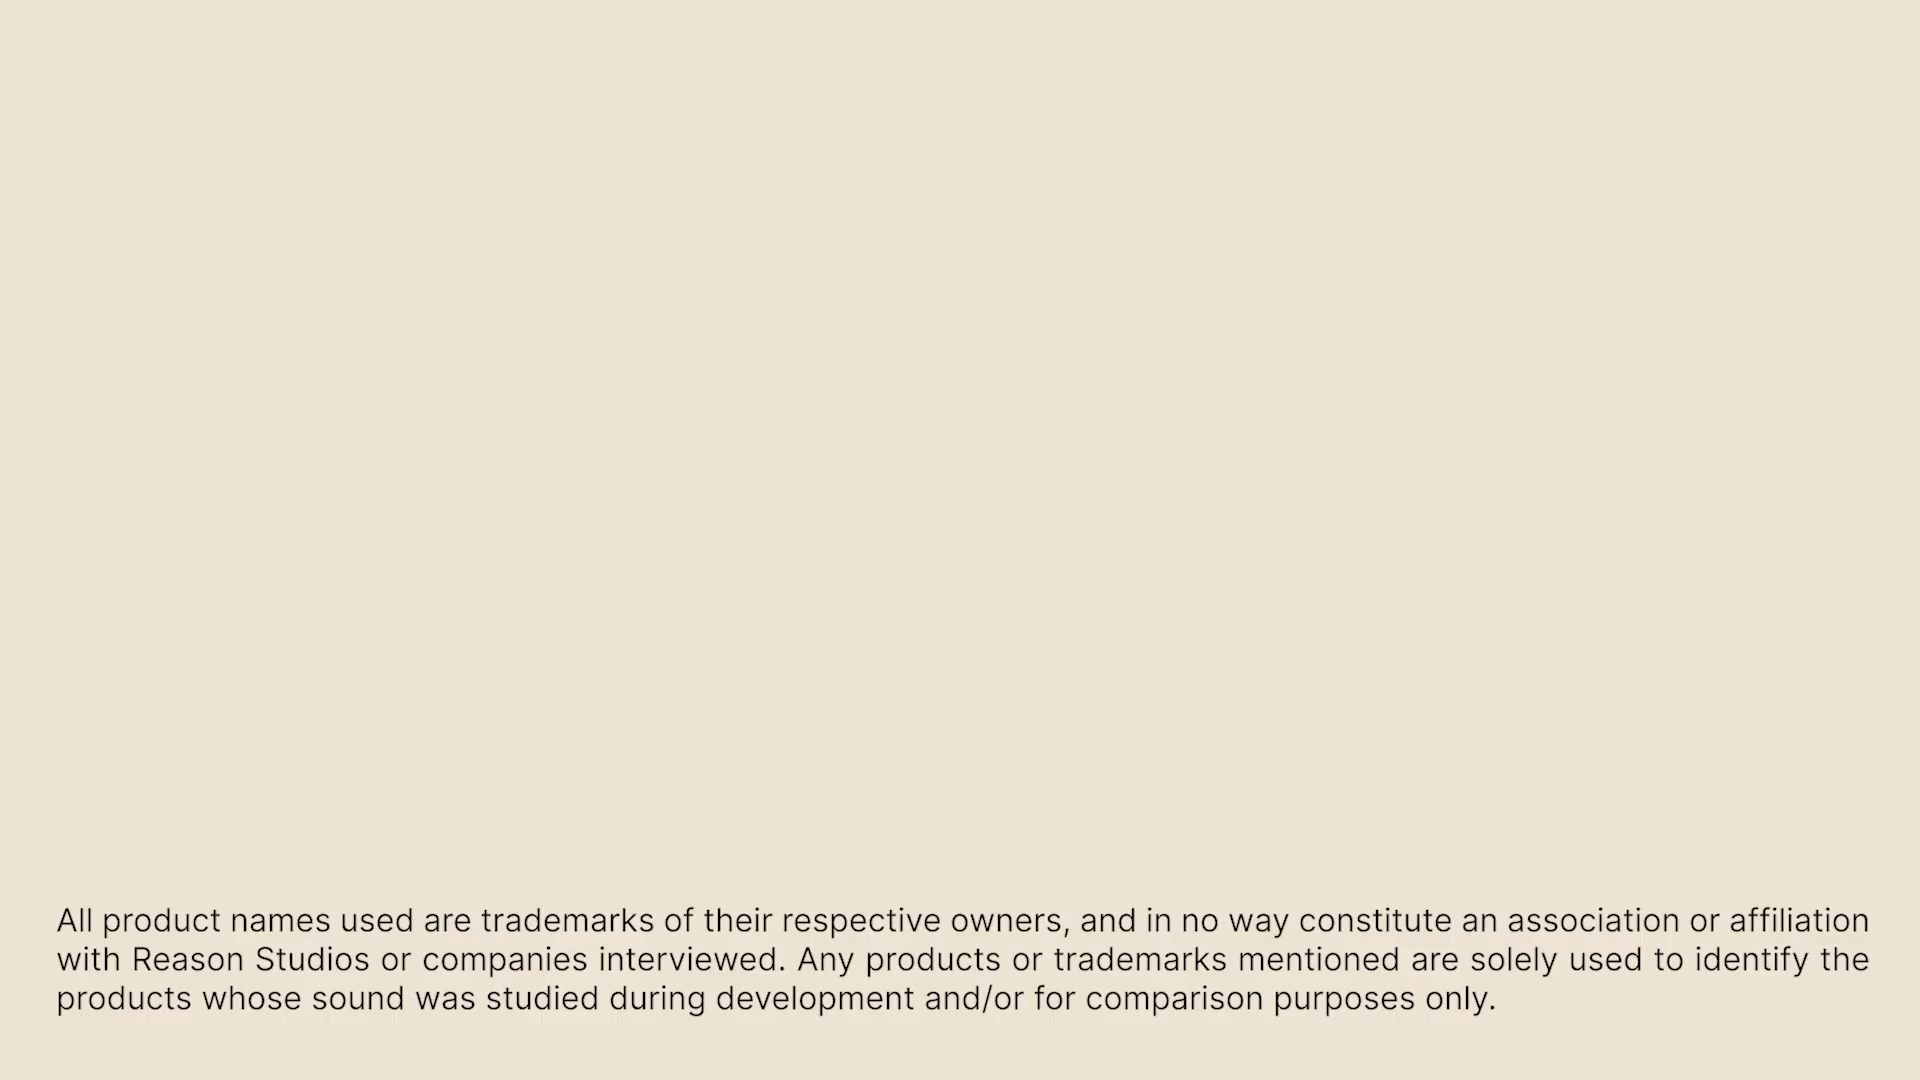 All product names used are trademarks of their respective owners, and in no way constitute an association or affiliation
with Reason Studios or companies interviewed. Any products or trademarks mentioned are solely used to identify the
products whose sound was studied during development and/or for comparison purposes only.